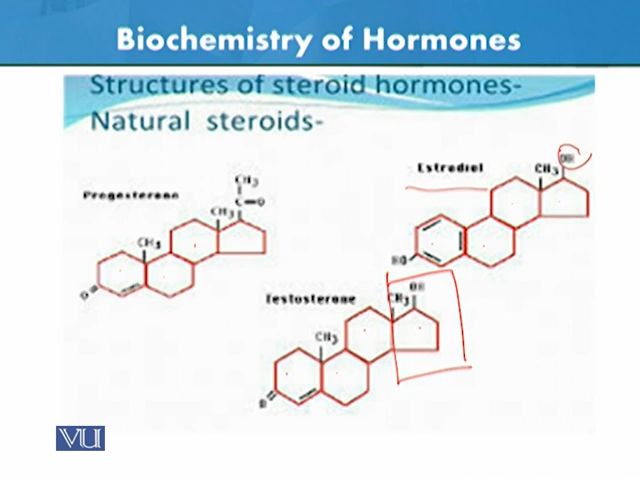 Biochemistry of Hormones
Structures of steroid hormones-
Natural steroids-
Progesterone
CH₃
C=O
CH₃
CH₃
O
Estradiol
OH
CH₃
HO
Testosterone
OH
CH₃
CH₃
VU